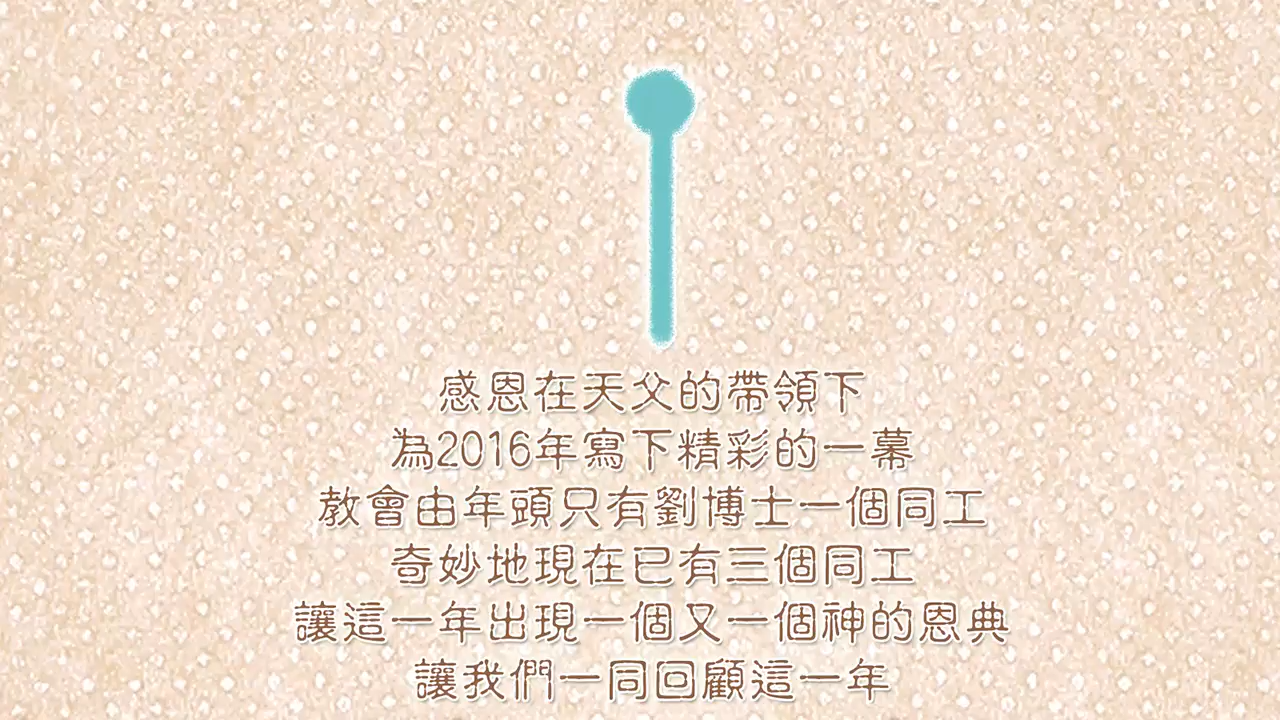 感恩在天父的帶領下
為2016年寫下精彩的一幕
教會由年頭只有劉博士一個同工
奇妙地現在已有三個同工
讓這一年出現一個又一個神的恩典
讓我們一同回顧這一年